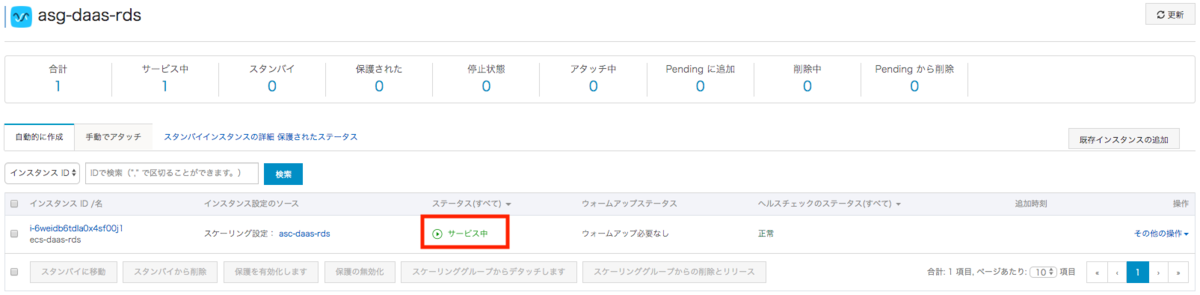 asg-daas-rds
更新
合計 サービス中 スタンバイ 保護された 停止状態 アタッチ中 Pending に追加 削除中 Pending から削除
1 1 0 0 0 0 0 0 0
自動的に作成 手動でアタッチ スタンバイインスタンスの詳細 保護されたステータス 既存インスタンスの追加
インスタンス ID IDで検索（"," で区切ることができます。） 検索
インスタンス ID /名 インスタンス設定のソース ステータス(すべて) ウォームアップステータス ヘルスチェックのステータス(すべて) 追加時刻 操作
i-6weidb6tdla0x4sf00j1 スケーリング設定： asc-daas-rds サービス中 ウォームアップ必要なし 正常 その他の操作
ecs-daas-rds
スタンバイに移動 スタンバイから削除 保護を有効化します 保護の無効化 スケーリンググループからデタッチします スケーリンググループからの削除とリリース 合計: 1 項目, ページあたり: 10 項目 « ‹ 1 › »